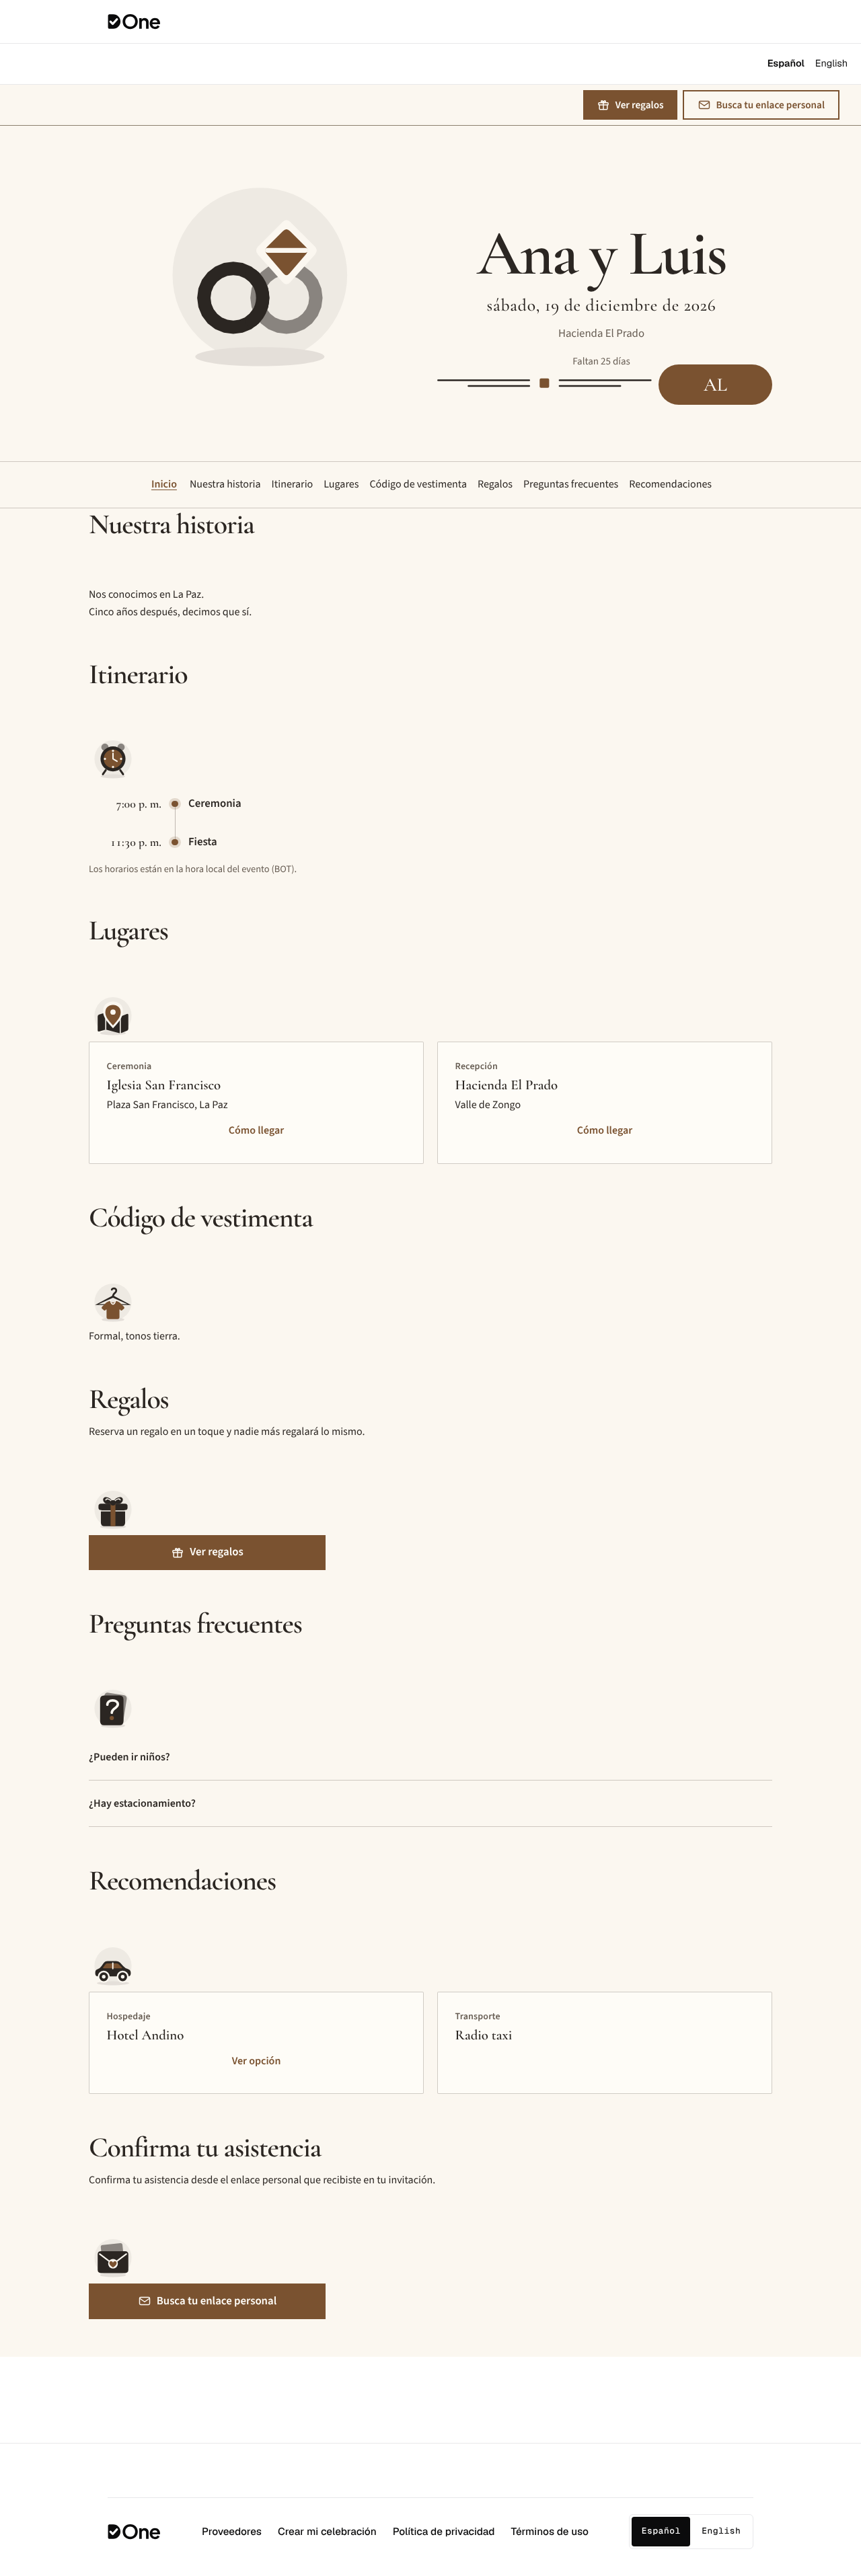 One
Español English
Ver regalos Busca tu enlace personal
Ana y Luis
sábado, 19 de diciembre de 2026
Hacienda El Prado
Faltan 25 días
AL
Inicio Nuestra historia Itinerario Lugares Código de vestimenta Regalos Preguntas frecuentes Recomendaciones
Nuestra historia
Nos conocimos en La Paz.
Cinco años después, decimos que sí.
Itinerario
7:00 p. m. Ceremonia
11:30 p. m. Fiesta
Los horarios están en la hora local del evento (BOT).
Lugares
Ceremonia
Iglesia San Francisco
Plaza San Francisco, La Paz
Cómo llegar
Recepción
Hacienda El Prado
Valle de Zongo
Cómo llegar
Código de vestimenta
Formal, tonos tierra.
Regalos
Reserva un regalo en un toque y nadie más regalará lo mismo.
Ver regalos
Preguntas frecuentes
?
¿Pueden ir niños?
¿Hay estacionamiento?
Recomendaciones
Hospedaje
Hotel Andino
Ver opción
Transporte
Radio taxi
Confirma tu asistencia
Confirma tu asistencia desde el enlace personal que recibiste en tu invitación.
Busca tu enlace personal
One
Proveedores Crear mi celebración Política de privacidad Términos de uso
Español English